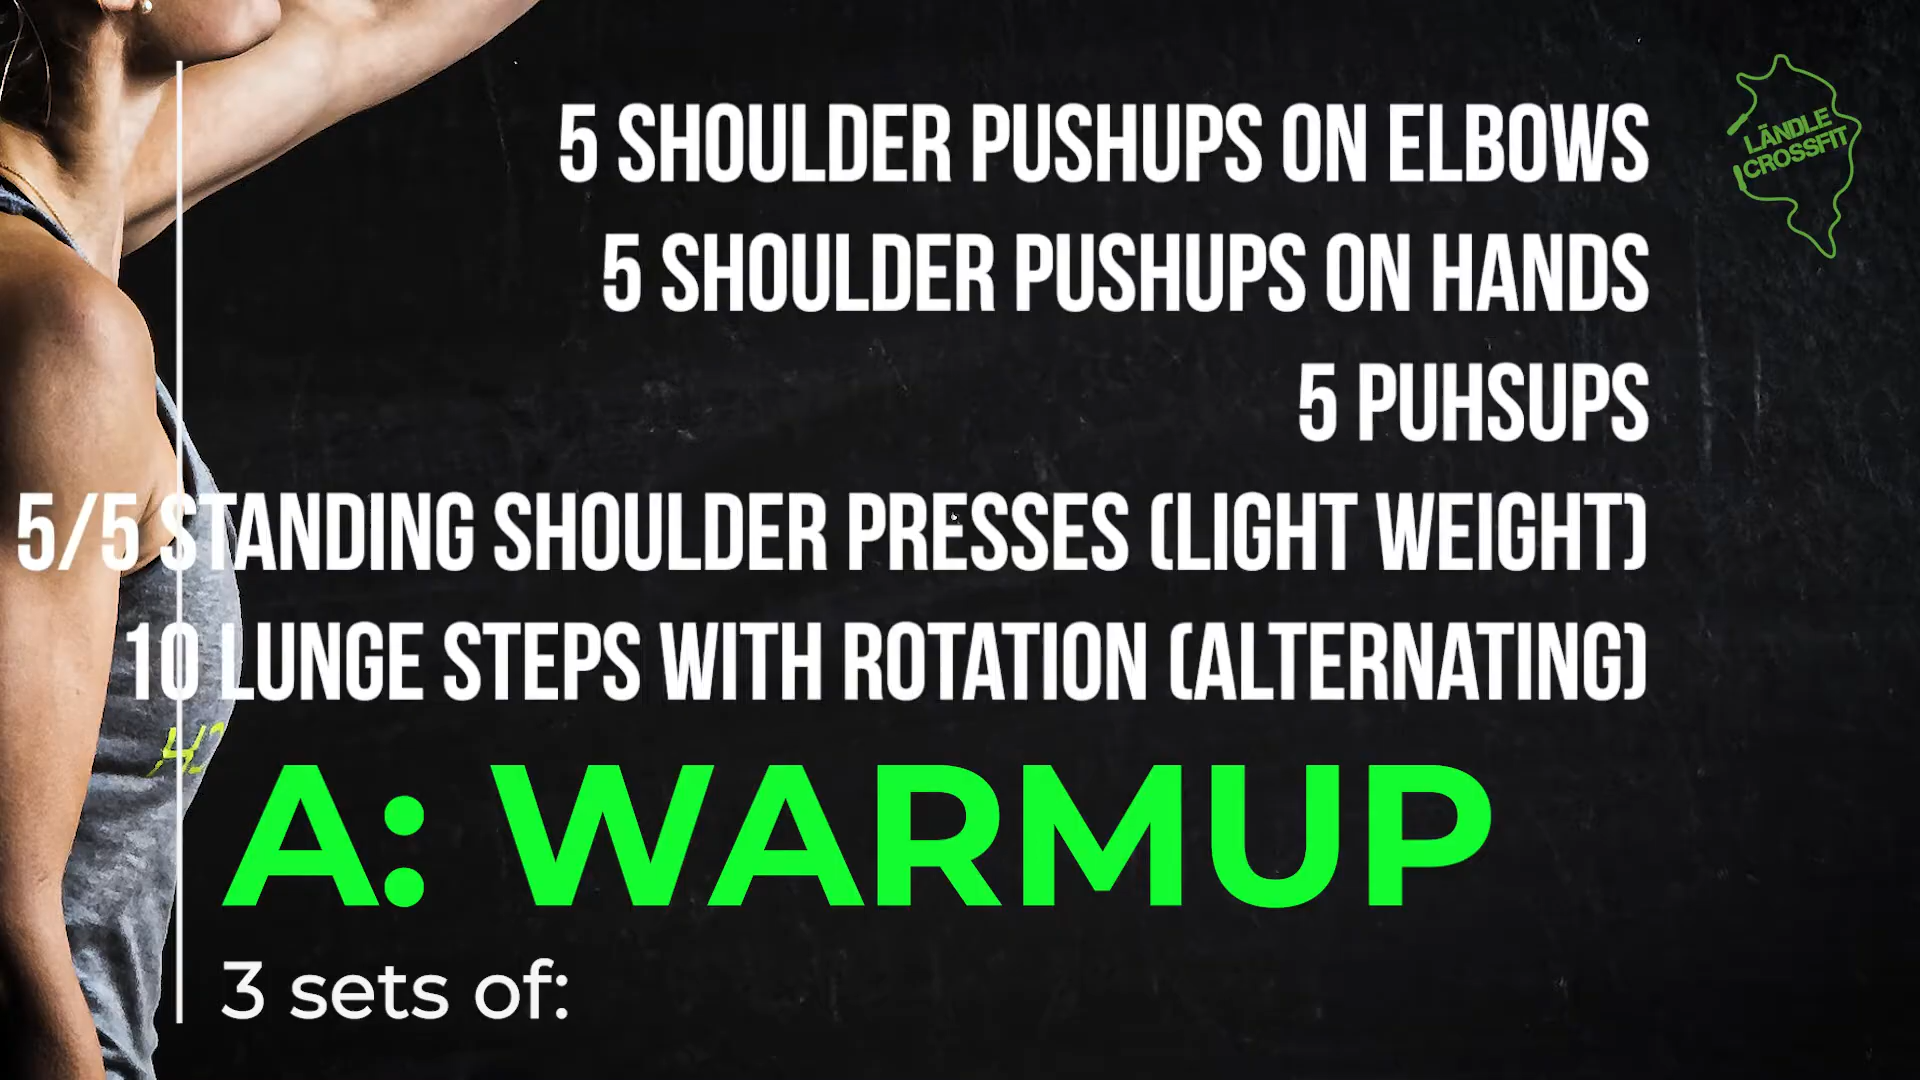 5 SHOULDER PUSHUPS ON ELBOWS
LÄNDLE
CROSSFIT
5 SHOULDER PUSHUPS ON HANDS
5 PUHSUPS
5/5 STANDING SHOULDER PRESSES (LIGHT WEIGHT)
10 LUNGE STEPS WITH ROTATION (ALTERNATING)
A: WARMUP
3 sets of: